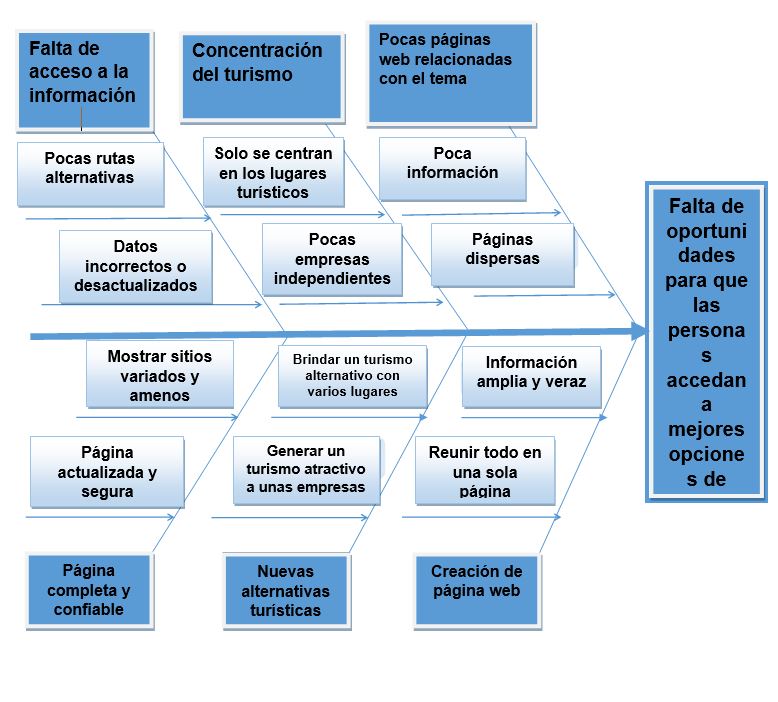 Falta de
acceso a la
información
Concentración
del turismo
Pocas páginas
web relacionadas
con el tema
Pocas rutas
alternativas
Solo se centran
en los lugares
turísticos
Poca
información
Datos
incorrectos o
desactualizados
Pocas
empresas
independientes
Páginas
dispersas
Falta de
oportuni
dades
para que
las
persona
s
accedan
a
mejores
opcione
s de
Mostrar sitios
variados y
amenos
Brindar un turismo
alternativo con
varios lugares
Información
amplia y veraz
Página
actualizada y
segura
Generar un
turismo atractivo
a unas empresas
Reunir todo en
una sola
página
Página
completa y
confiable
Nuevas
alternativas
turísticas
Creación de
página web